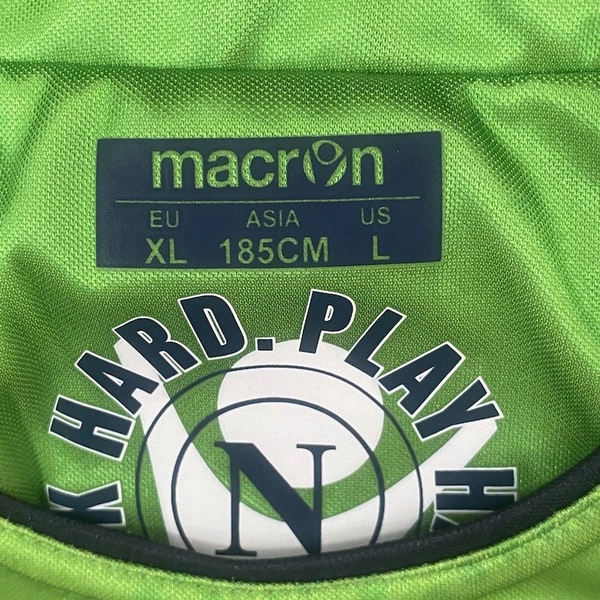 macron
EU ASIA US
XL 185CM L
K HARD. PLAY
N